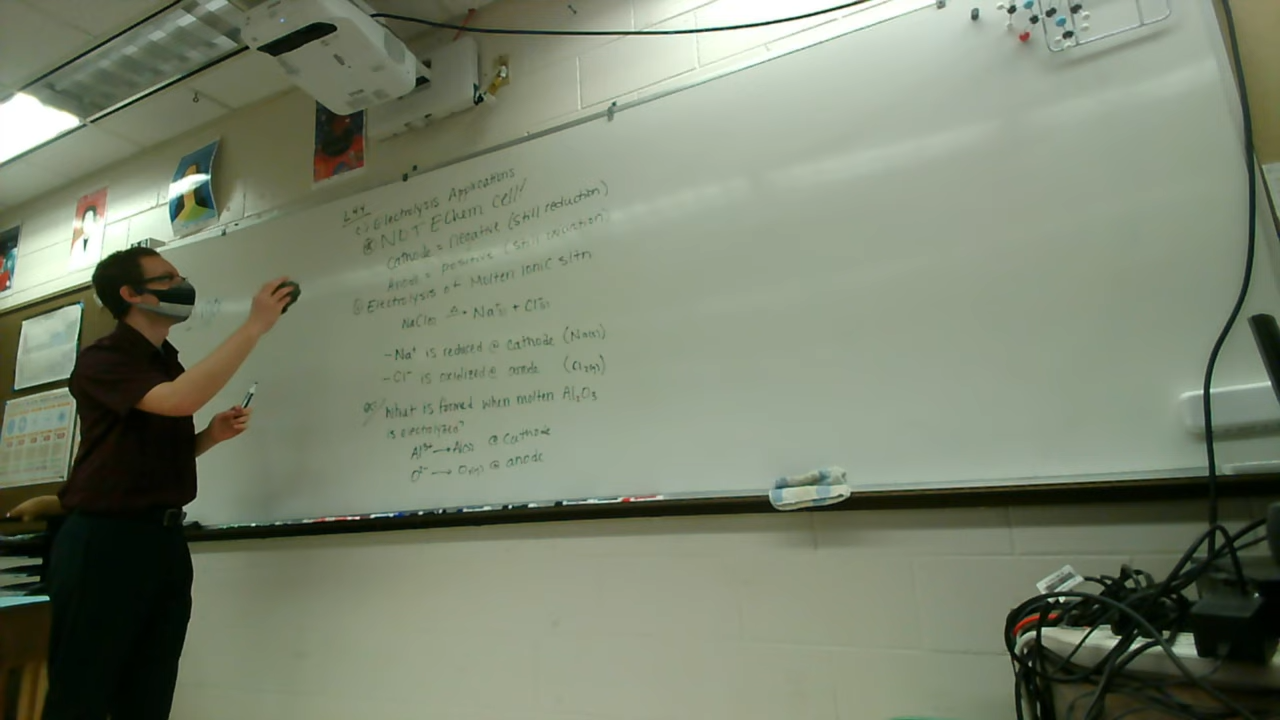 L44
C) Electrolysis Applications
@ NOT EChem Cell!
Cathode = negative (still reduction)
Anode = positive (still oxidation)
Electrolysis of Molten Ionic sltn
NaCl(s) Δ→ Na⁺(l) + Cl⁻(l)
-Na⁺ is reduced @ cathode (Na(s))
-Cl⁻ is oxidized @ anode (Cl₂(g))
What is formed when molten Al₂O₃
is electrolyzed?
Al³⁺ → Al(s) @ cathode
O²⁻ → O₂(g) @ anode